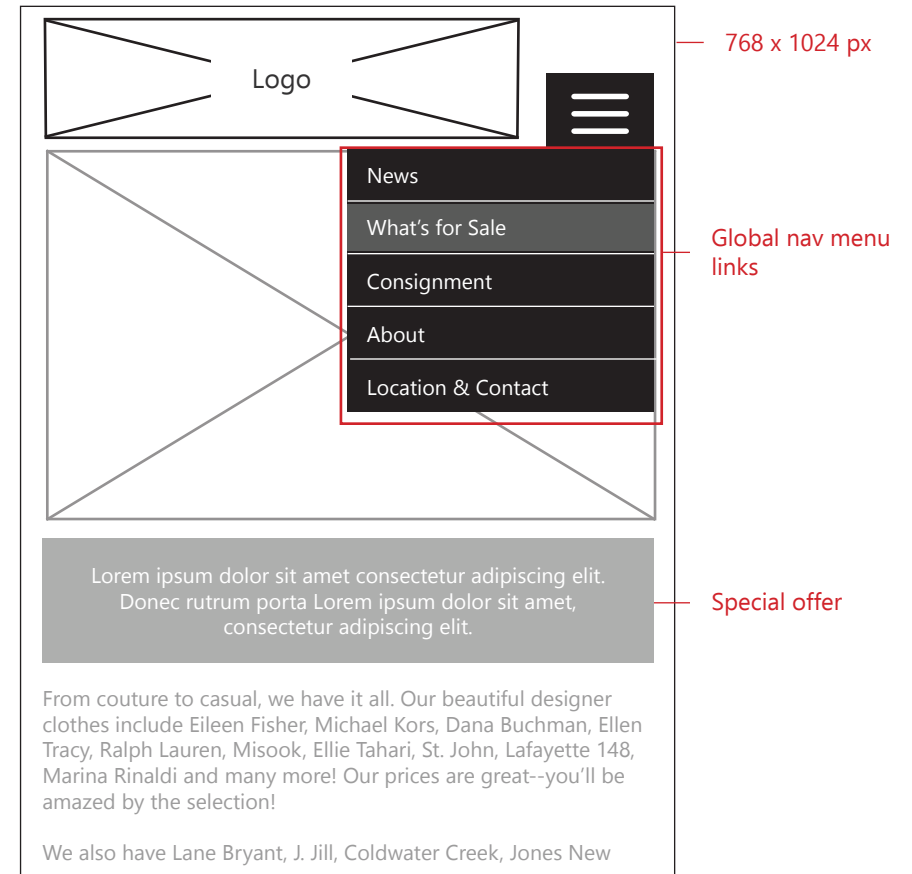 768 x 1024 px
Logo
News
What’s for Sale
Global nav menu
links
Consignment
About
Location & Contact
Lorem ipsum dolor sit amet consectetur adipiscing elit.
Donec rutrum porta Lorem ipsum dolor sit amet,
consectetur adipiscing elit.
Special offer
From couture to casual, we have it all. Our beautiful designer
clothes include Eileen Fisher, Michael Kors, Dana Buchman, Ellen
Tracy, Ralph Lauren, Misook, Ellie Tahari, St. John, Lafayette 148,
Marina Rinaldi and many more! Our prices are great--you’ll be
amazed by the selection!
We also have Lane Bryant, J. Jill, Coldwater Creek, Jones New